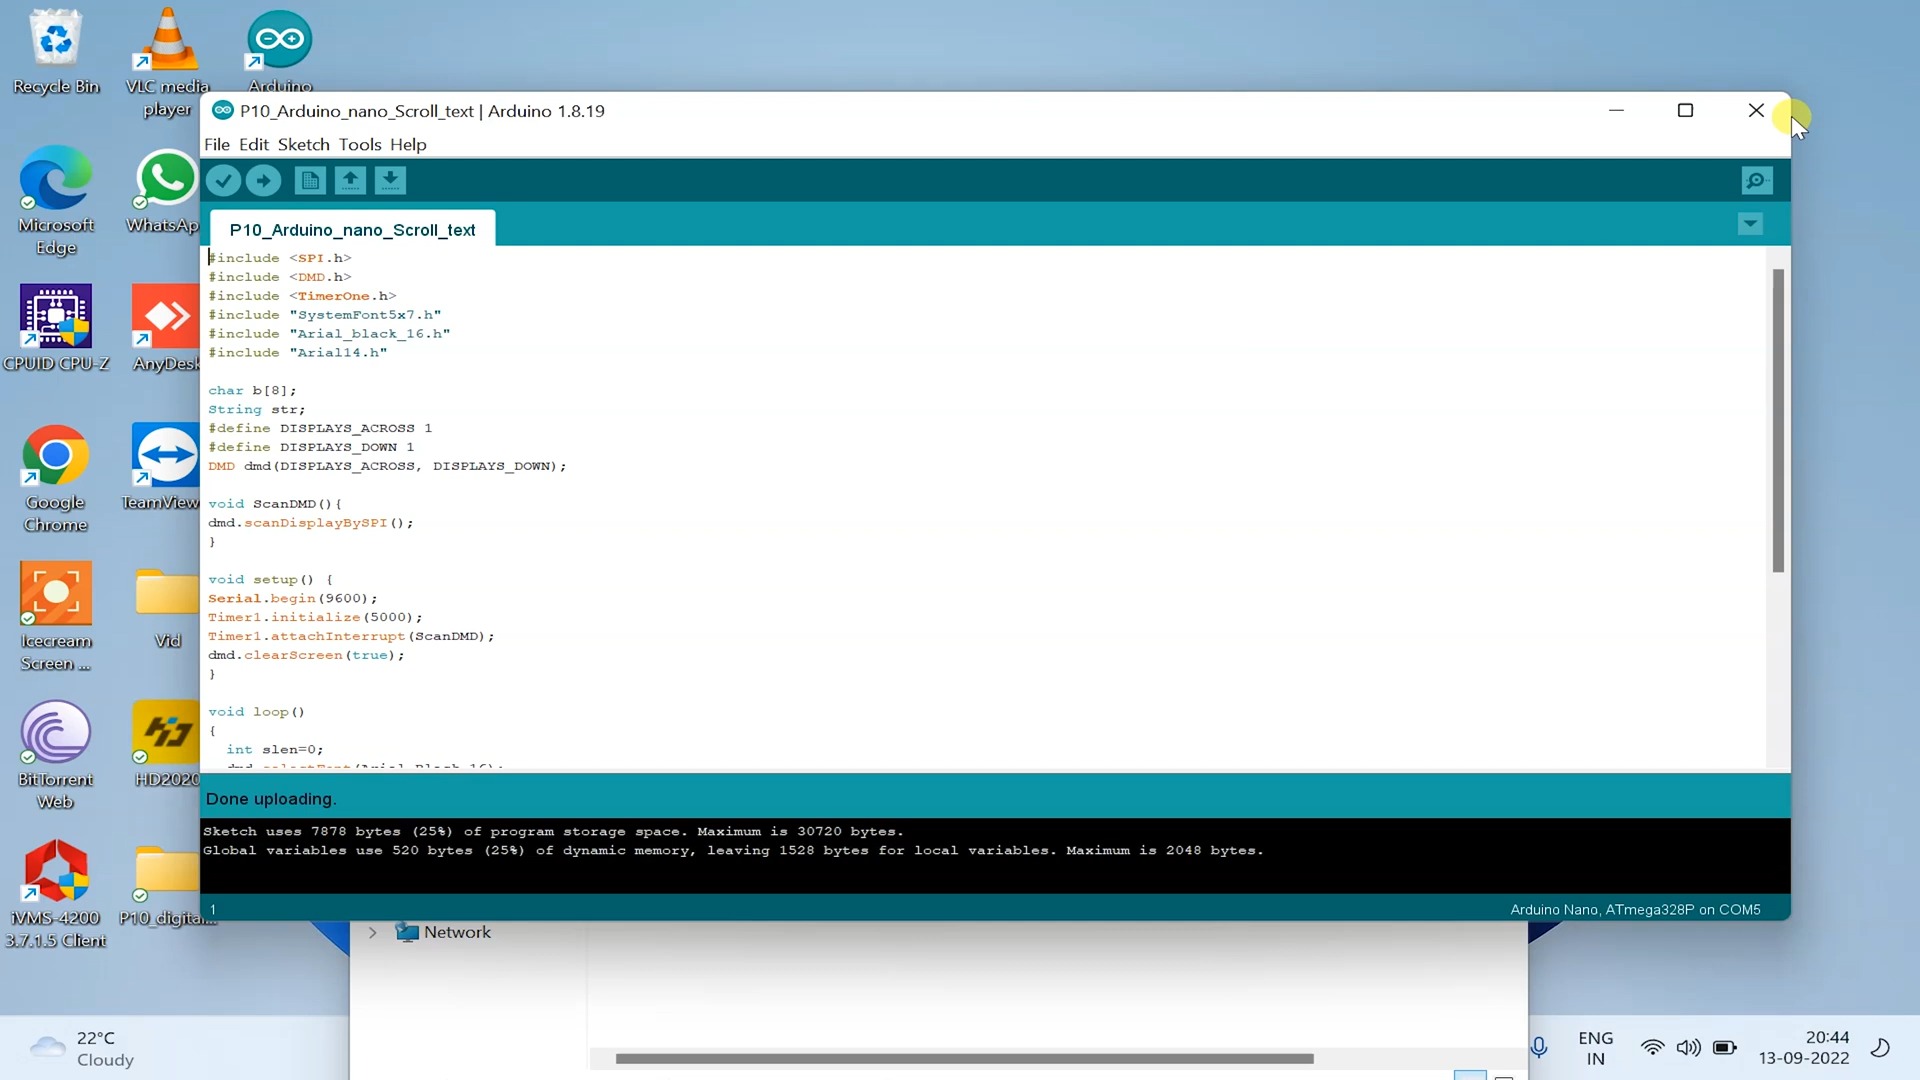 Recycle Bin
VLC media
player
Arduino
P10_Arduino_nano_Scroll_text | Arduino 1.8.19
File Edit Sketch Tools Help
P10_Arduino_nano_Scroll_text
#include <SPI.h>
#include <DMD.h>
#include <TimerOne.h>
#include "SystemFont5x7.h"
#include "Arial_black_16.h"
#include "Arial14.h"
char b[8];
String str;
#define DISPLAYS_ACROSS 1
#define DISPLAYS_DOWN 1
DMD dmd(DISPLAYS_ACROSS, DISPLAYS_DOWN);
void ScanDMD(){
dmd.scanDisplayBySPI();
}
void setup() {
Serial.begin(9600);
Timer1.initialize(5000);
Timer1.attachInterrupt(ScanDMD);
dmd.clearScreen(true);
}
void loop()
{
int slen=0;
Done uploading.
Sketch uses 7878 bytes (25%) of program storage space. Maximum is 30720 bytes.
Global variables use 520 bytes (25%) of dynamic memory, leaving 1528 bytes for local variables. Maximum is 2048 bytes.
1
Arduino Nano, ATmega328P on COM5
Microsoft
Edge
WhatsAp
CPUID CPU-Z
AnyDesk
Google
Chrome
TeamView
Icecream
Screen ...
Vid
BitTorrent
Web
HD2020
HD
iVMS-4200
3.7.1.5 Client
P10_digita...
Network
22°C
Cloudy
ENG
IN
20:44
13-09-2022